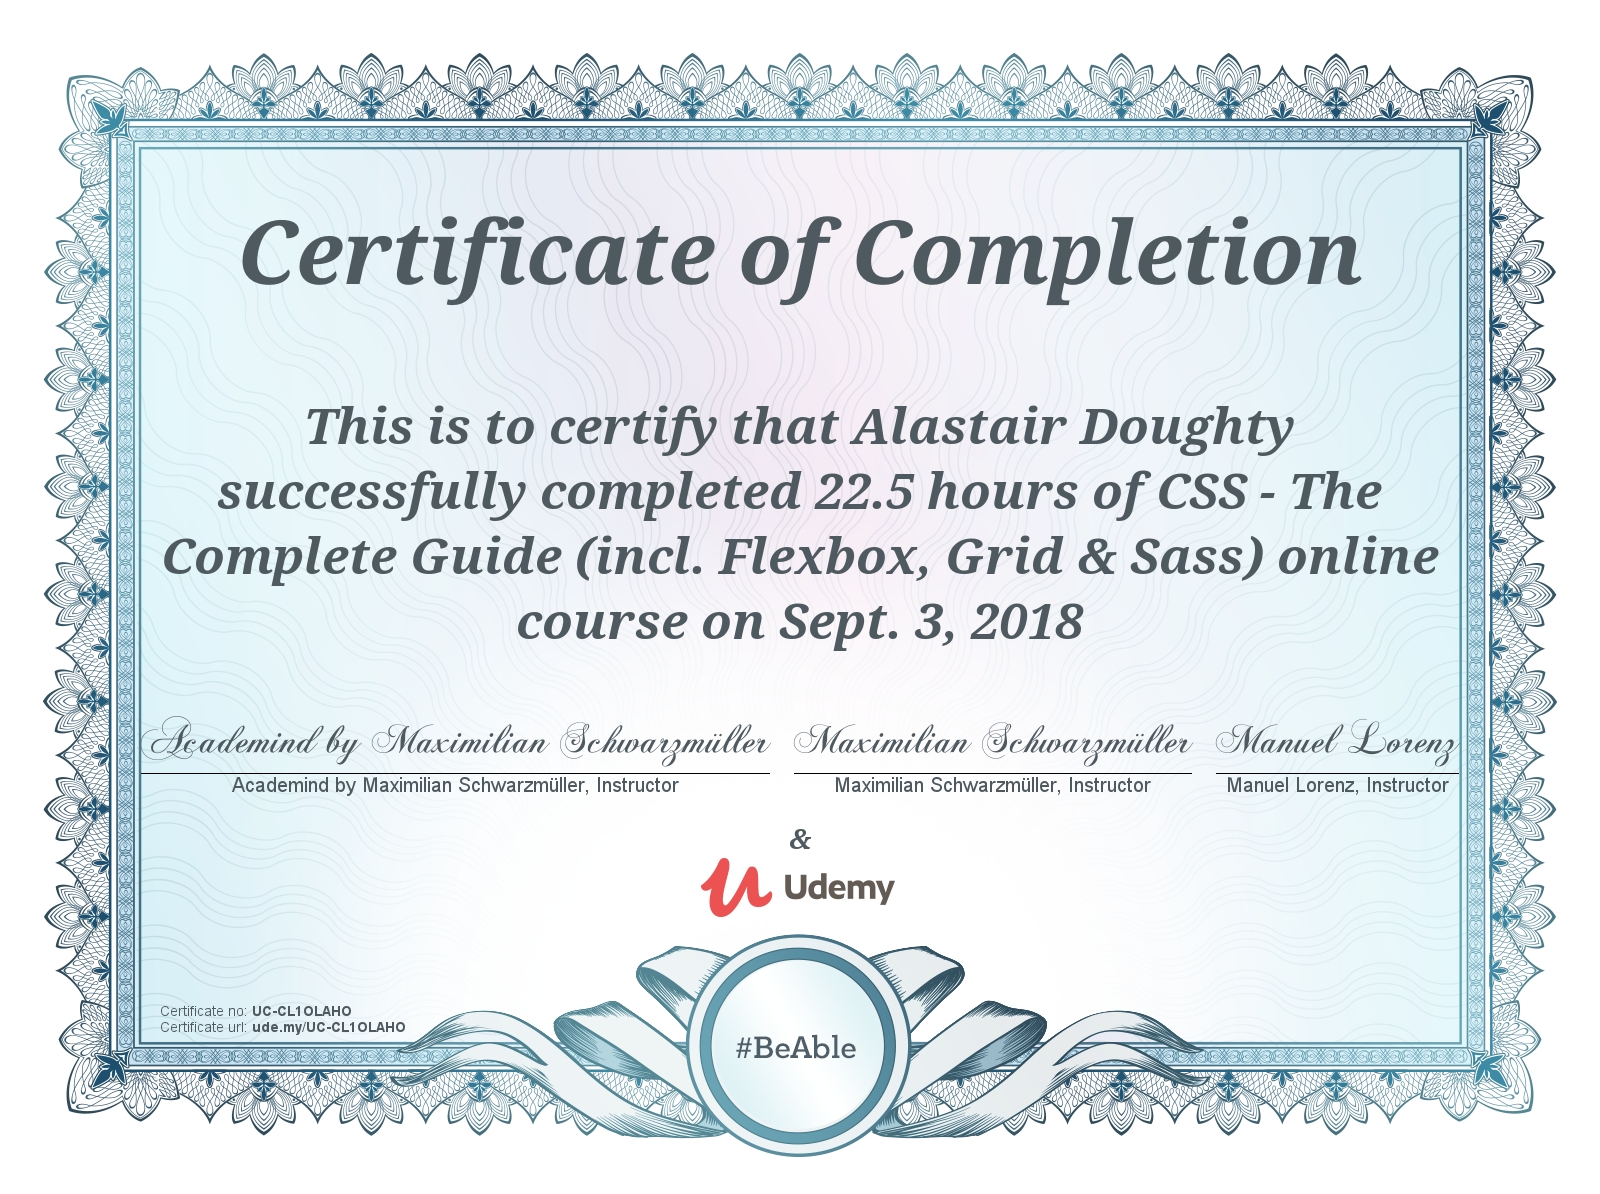 Certificate of Completion
This is to certify that Alastair Doughty
successfully completed 22.5 hours of CSS - The
Complete Guide (incl. Flexbox, Grid & Sass) online
course on Sept. 3, 2018
Academind by Maximilian Schwarzmüller Maximilian Schwarzmüller Manuel Lorenz
Academind by Maximilian Schwarzmüller, Instructor Maximilian Schwarzmüller, Instructor Manuel Lorenz, Instructor
&
Udemy
Certificate no: UC-CL1OLAHO
Certificate url: ude.my/UC-CL1OLAHO
#BeAble